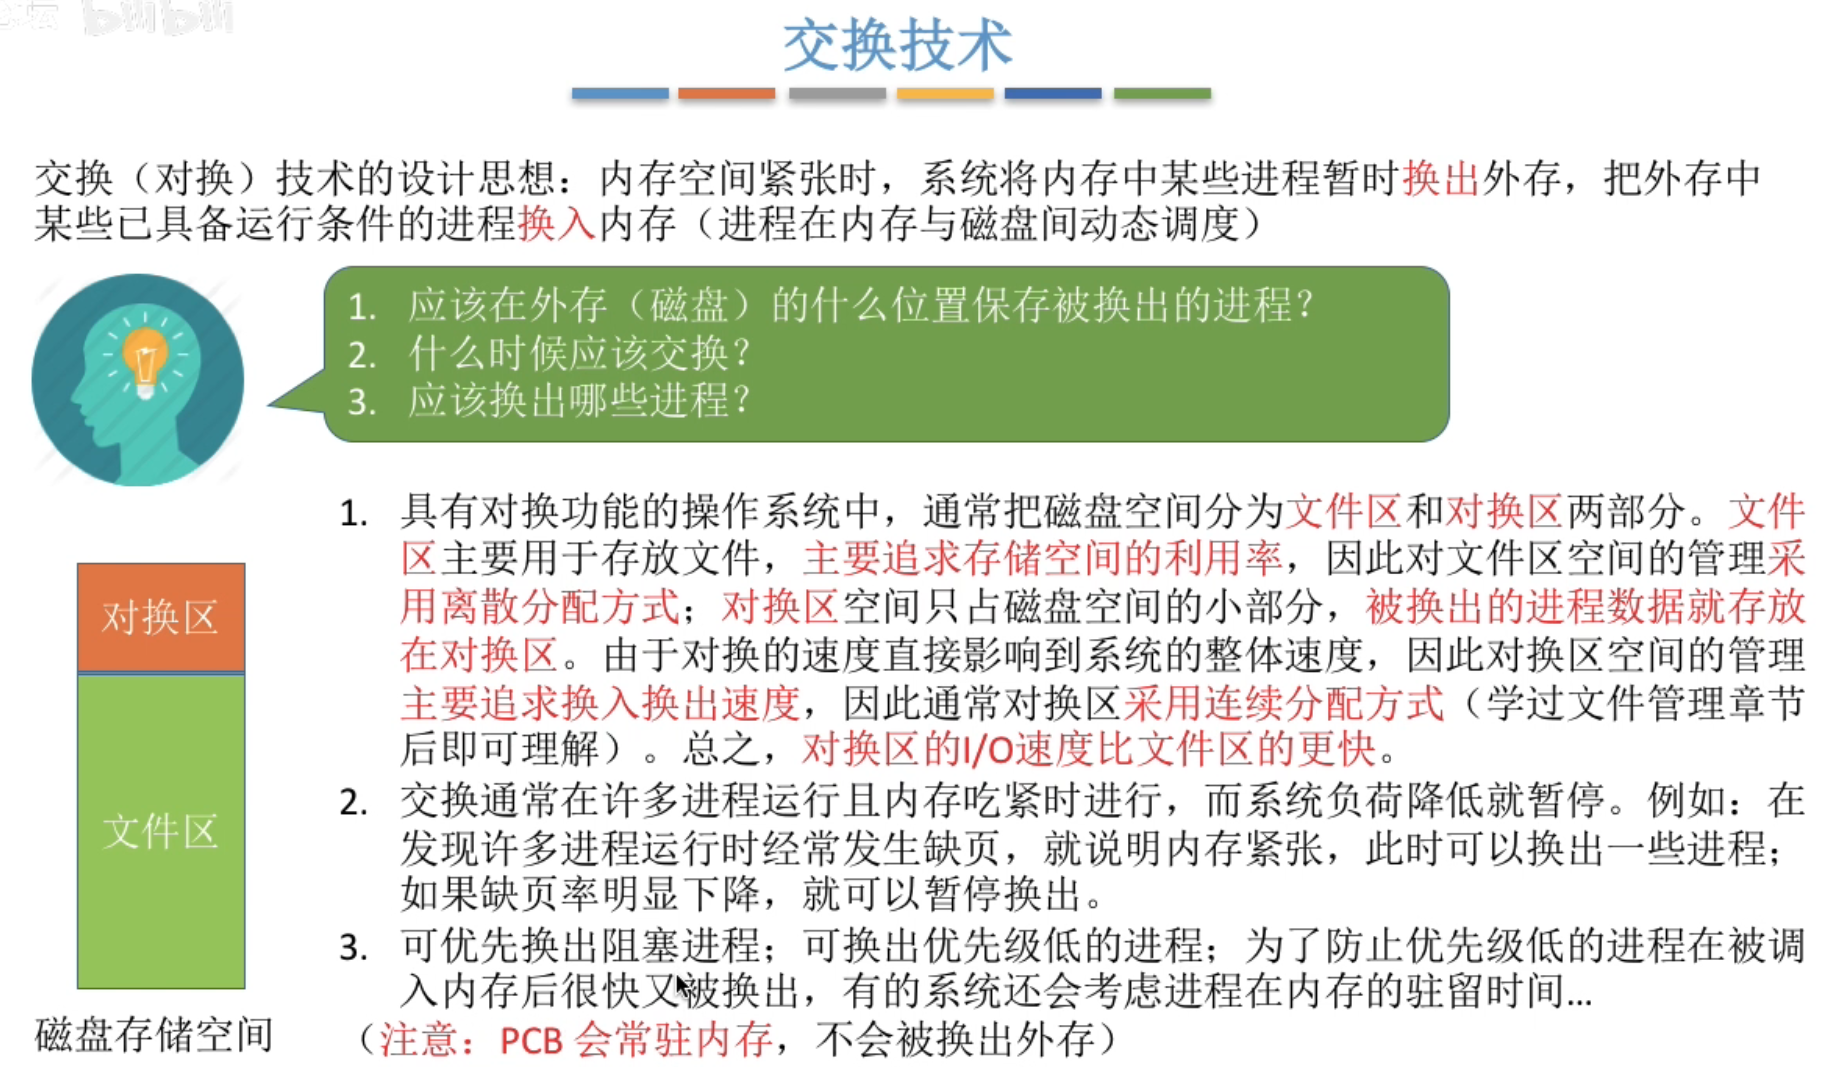 bilibili
交换技术
交换（对换）技术的设计思想：内存空间紧张时，系统将内存中某些进程暂时换出外存，把外存中
某些已具备运行条件的进程换入内存（进程在内存与磁盘间动态调度）
1. 应该在外存（磁盘）的什么位置保存被换出的进程？
2. 什么时候应该交换？
3. 应该换出哪些进程？
1. 具有对换功能的操作系统中，通常把磁盘空间分为文件区和对换区两部分。文件
区主要用于存放文件，主要追求存储空间的利用率，因此对文件区空间的管理采
用离散分配方式；对换区空间只占磁盘空间的小部分，被换出的进程数据就存放
在对换区。由于对换的速度直接影响到系统的整体速度，因此对换区空间的管理
主要追求换入换出速度，因此通常对换区采用连续分配方式（学过文件管理章节
后即可理解）。总之，对换区的I/O速度比文件区的更快。
2. 交换通常在许多进程运行且内存吃紧时进行，而系统负荷降低就暂停。例如：在
发现许多进程运行时经常发生缺页，就说明内存紧张，此时可以换出一些进程；
如果缺页率明显下降，就可以暂停换出。
3. 可优先换出阻塞进程；可换出优先级低的进程；为了防止优先级低的进程在被调
入内存后很快又被换出，有的系统还会考虑进程在内存的驻留时间…
（注意：PCB 会常驻内存，不会被换出外存）
对换区
文件区
磁盘存储空间